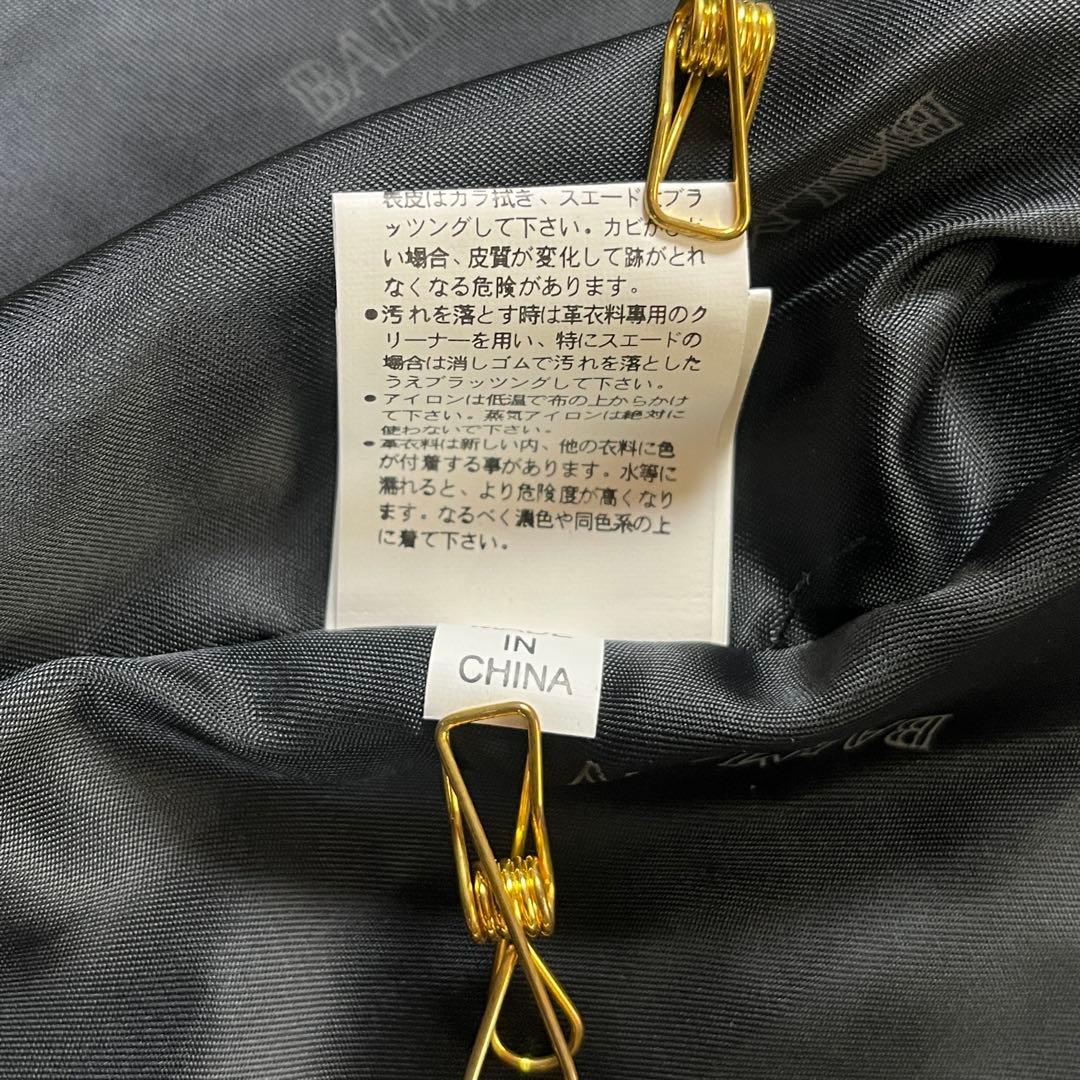 BALM
表皮はカラ拭き、スエードはブラ
ッツングして下さい。カビが
い場合、皮質が変化して跡がとれ
なくなる危険があります。
●汚れを落とす時は革衣料専用のク
リーナーを用い、特にスエードの
場合は消しゴムで汚れを落とした
うえブラッツングして下さい。
●アイロンは低温で布の上からかけ
て下さい。蒸気アイロンは絶対に
使わないで下さい。
●革衣料は新しい内、他の衣料に色
が付着する事があります。水等に
濡れると、より危険度が高くなり
ます。なるべく濃色や同色系の上
に着て下さい。
MADE
IN
CHINA